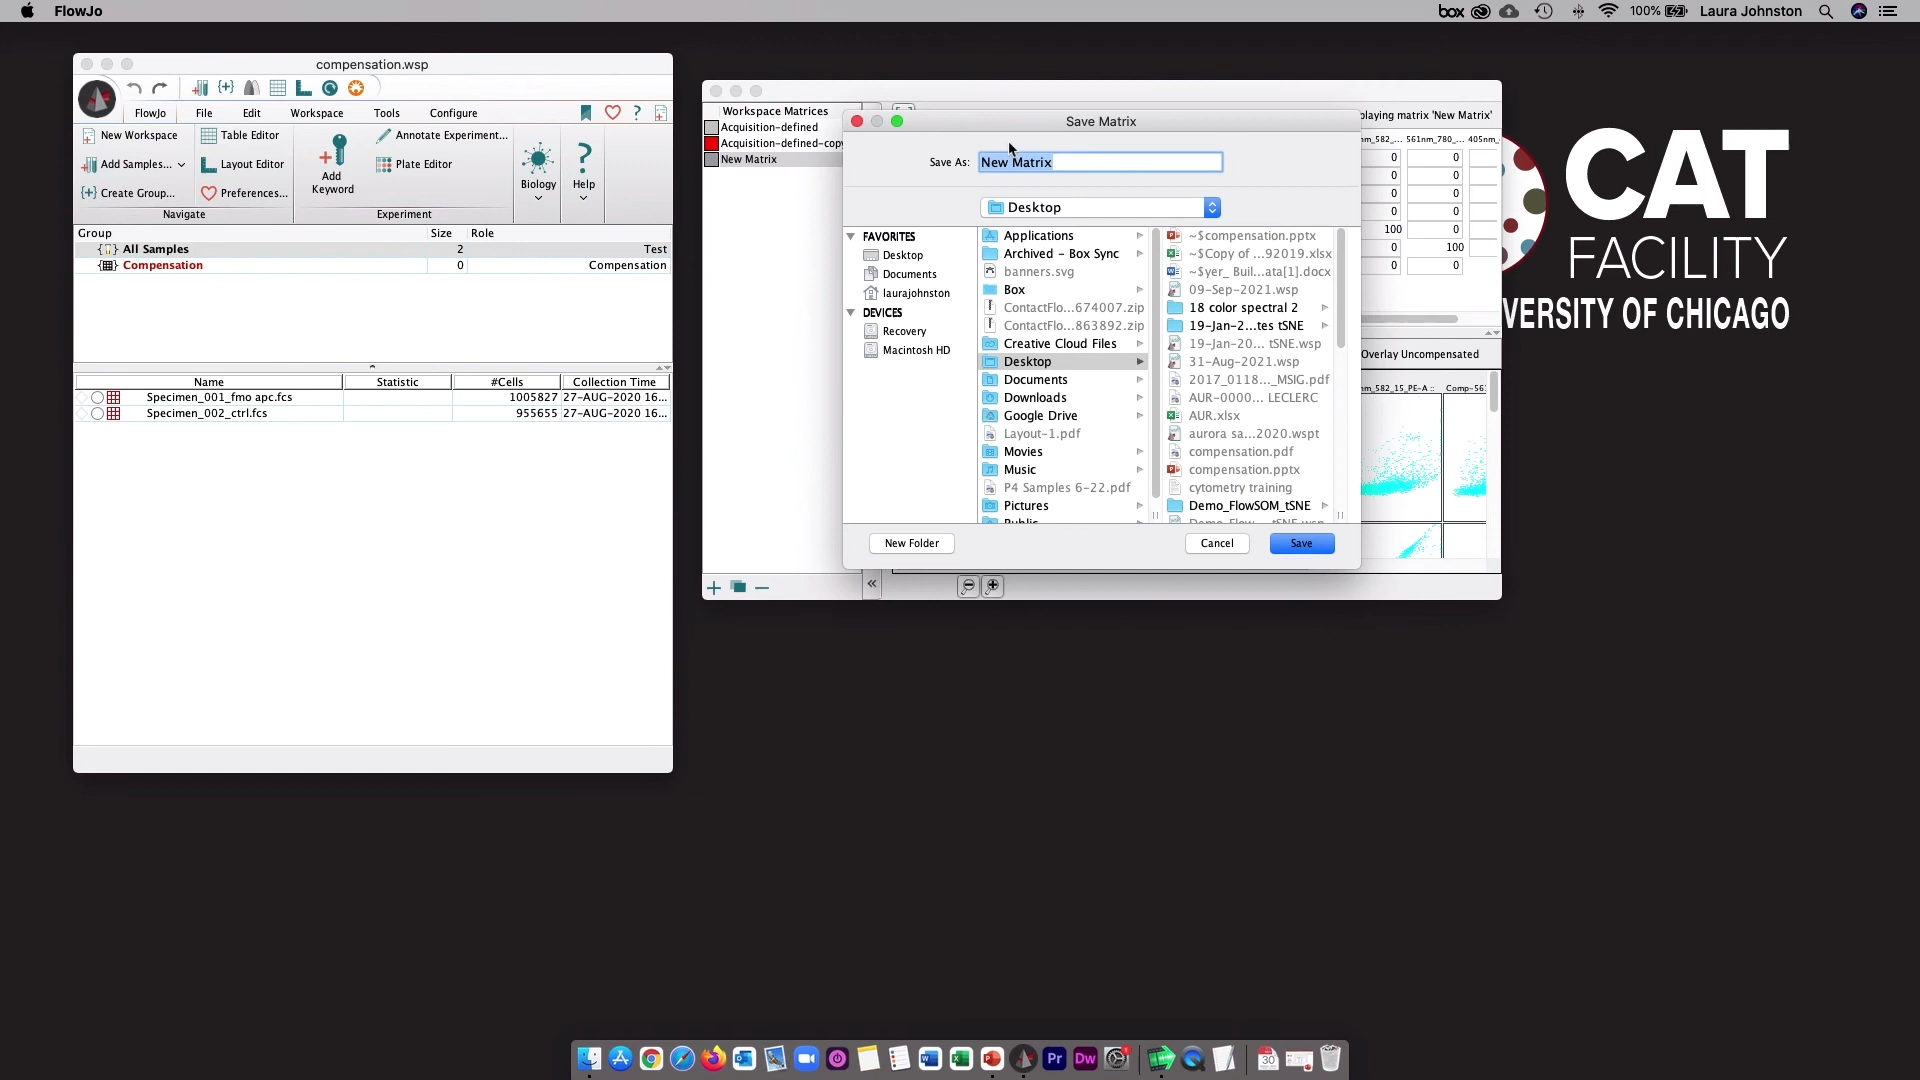 FlowJo
box
100%
Laura Johnston
compensation.wsp
FlowJo File Edit Workspace Tools Configure
New Workspace
Add Samples...
Create Group...
Table Editor
Layout Editor
Preferences...
Navigate
Add
Keyword
Annotate Experiment...
Plate Editor
Experiment
Biology
Help
Group Size Role
All Samples 2 Test
Compensation 0 Compensation
Name Statistic #Cells Collection Time
Specimen_001_fmo apc.fcs 1005827 27-AUG-2020 16...
Specimen_002_ctrl.fcs 955655 27-AUG-2020 16...
Workspace Matrices
Acquisition-defined
Acquisition-defined-copy
New Matrix
Save Matrix
Save As: New Matrix
Desktop
FAVORITES
Desktop
Documents
laurajohnston
DEVICES
Recovery
Macintosh HD
Applications
Archived - Box Sync
banners.svg
Box
ContactFlo...674007.zip
ContactFlo...863892.zip
Creative Cloud Files
Desktop
Documents
Downloads
Google Drive
Layout-1.pdf
Movies
Music
P4 Samples 6-22.pdf
Pictures
~$compensation.pptx
~$Copy of ...92019.xlsx
~$yer_ Buil...ata[1].docx
09-Sep-2021.wsp
18 color spectral 2
19-Jan-2...tes tSNE
19-Jan-20... tSNE.wsp
31-Aug-2021.wsp
2017_0118..._MSIG.pdf
AUR-0000... LECLERC
AUR.xlsx
aurora sa...2020.wspt
compensation.pdf
compensation.pptx
cytometry training
Demo_FlowSOM_tSNE
New Folder
Cancel
Save
playing matrix 'New Matrix'
nm_582_... 561nm_780_... 405nm_
0 0
0 0
0 0
0 0
100 0
0 100
0 0
Overlay Uncompensated
nm_582_15_PE-A :: Comp-56
CAT
FACILITY
VERSITY OF CHICAGO
Pr
Dw
30